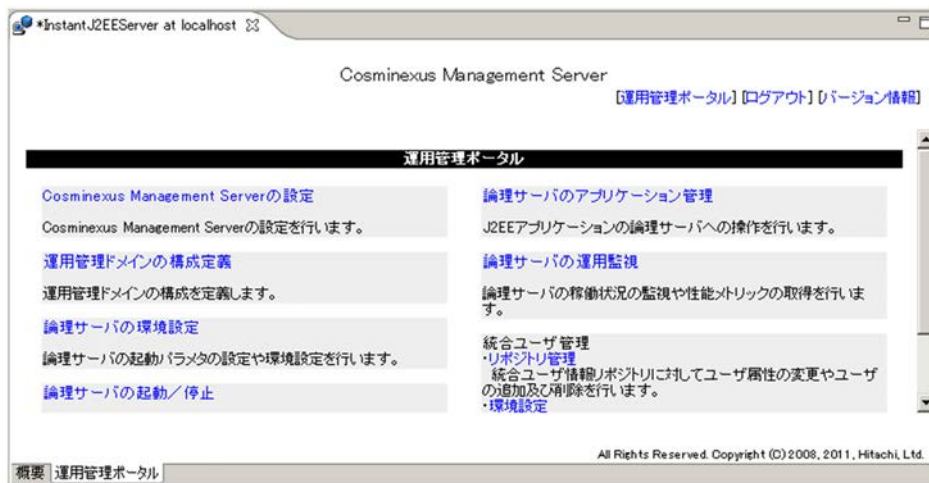 *InstantJ2EEServer at localhost
Cosminexus Management Server
[運用管理ポータル] [ログアウト] [バージョン情報]
運用管理ポータル
Cosminexus Management Serverの設定
Cosminexus Management Serverの設定を行います。
運用管理ドメインの構成定義
運用管理ドメインの構成を定義します。
論理サーバの環境設定
論理サーバの起動パラメタの設定や環境設定を行います。
論理サーバの起動／停止
論理サーバのアプリケーション管理
J2EEアプリケーションの論理サーバへの操作を行います。
論理サーバの運用監視
論理サーバの稼働状況の監視や性能メトリックの取得を行いま
す。
統合ユーザ管理
・リポジトリ管理
統合ユーザ情報リポジトリに対してユーザ属性の変更やユーザ
の追加及び削除を行います。
・環境設定
All Rights Reserved. Copyright (C) 2008, 2011, Hitachi, Ltd.
概要 運用管理ポータル